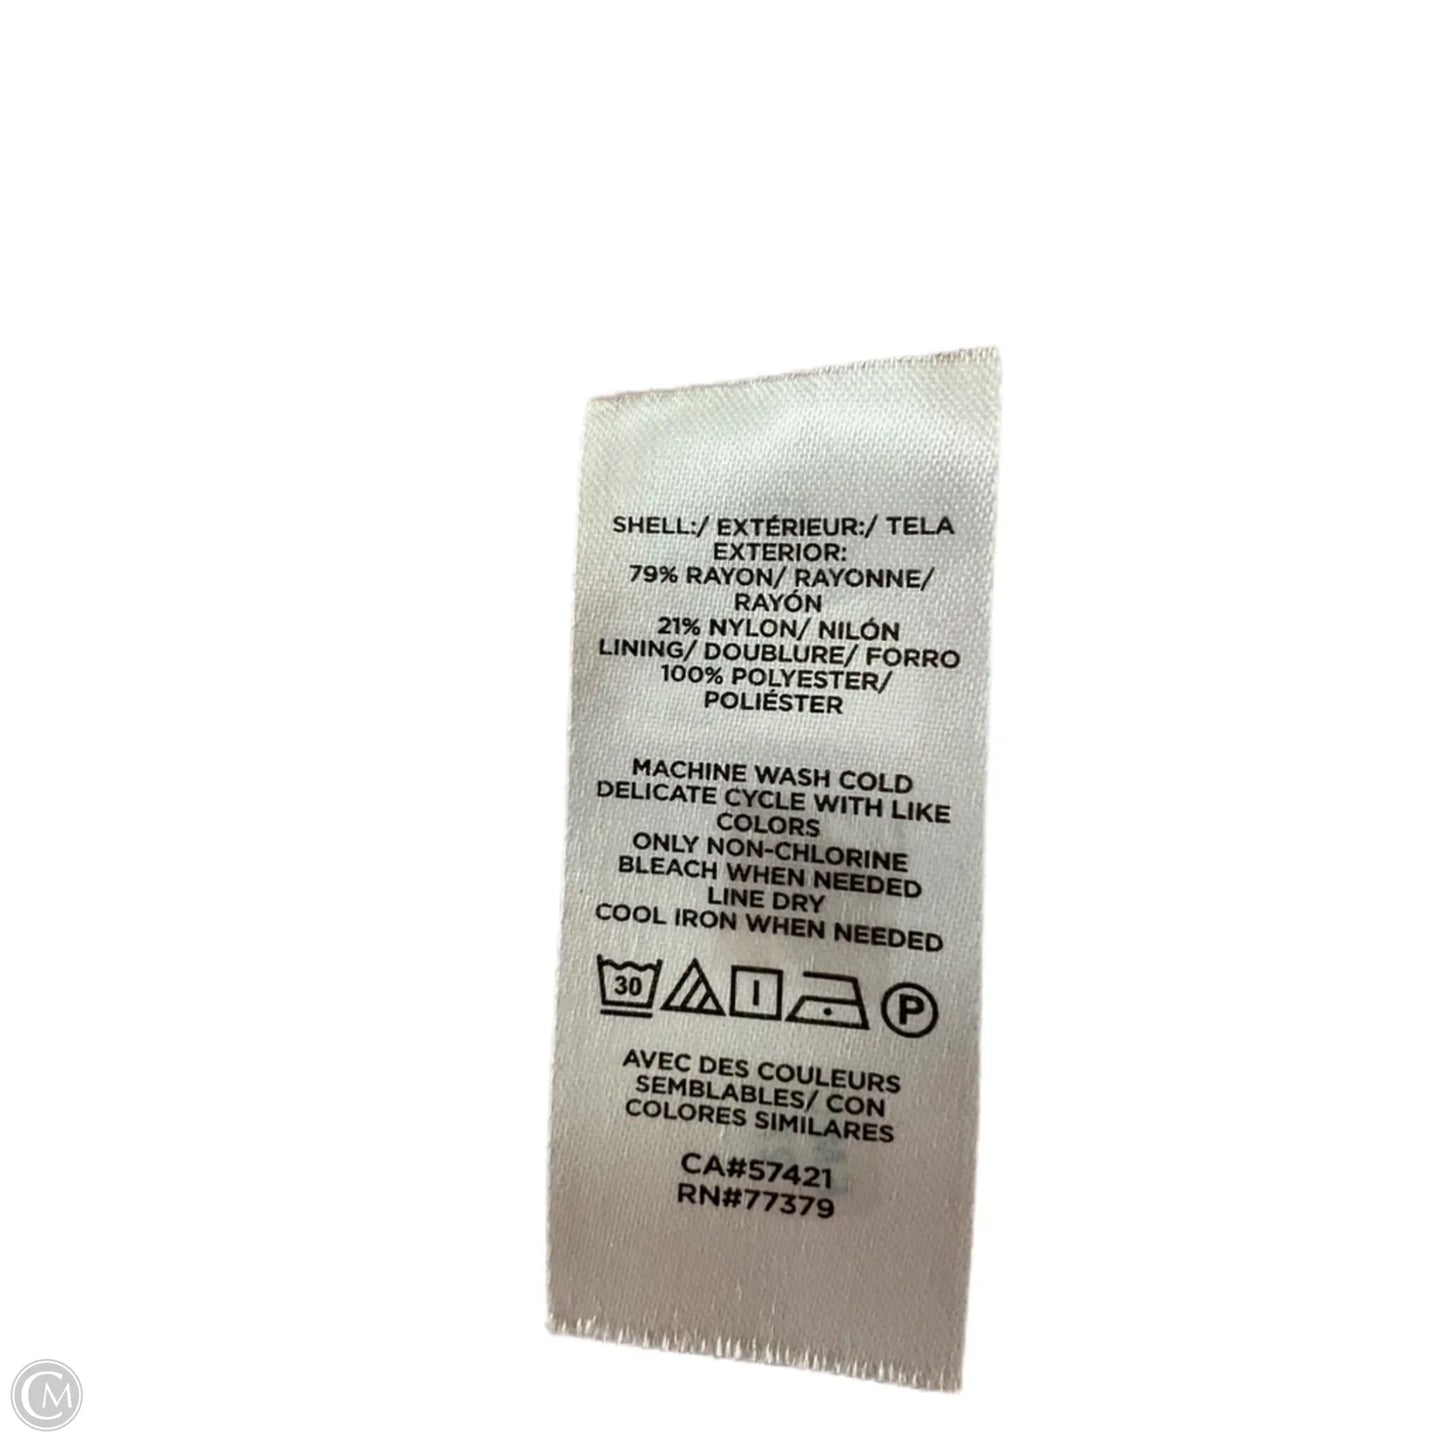 SHELL:/ EXTÉRIEUR:/ TELA
EXTERIOR:
79% RAYON/ RAYONNE/
RAYÓN
21% NYLON/ NILÓN
LINING/ DOUBLURE/ FORRO
100% POLYESTER/
POLIÉSTER
MACHINE WASH COLD
DELICATE CYCLE WITH LIKE
COLORS
ONLY NON-CHLORINE
BLEACH WHEN NEEDED
LINE DRY
COOL IRON WHEN NEEDED
30 P
AVEC DES COULEURS
SEMBLABLES/ CON
COLORES SIMILARES
CA#57421
RN#77379
CM